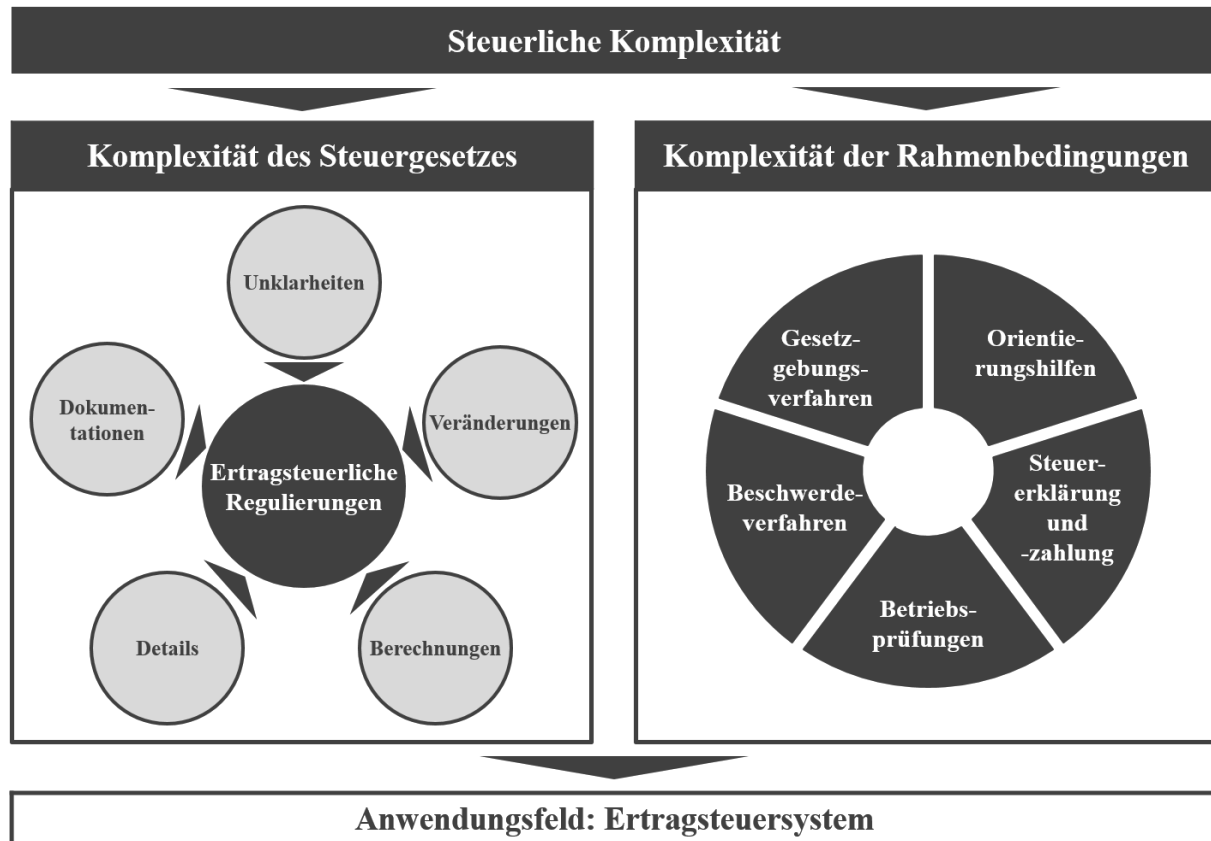 Steuerliche Komplexität
Komplexität des Steuergesetzes
Unklarheiten
Dokumen-
tationen
Veränderungen
Ertragsteuerliche
Regulierungen
Details
Berechnungen
Komplexität der Rahmenbedingungen
Gesetz-
gebungs-
verfahren
Orientie-
rungshilfen
Beschwerde-
verfahren
Steuer-
erklärung
und
-zahlung
Betriebs-
prüfungen
Anwendungsfeld: Ertragsteuersystem